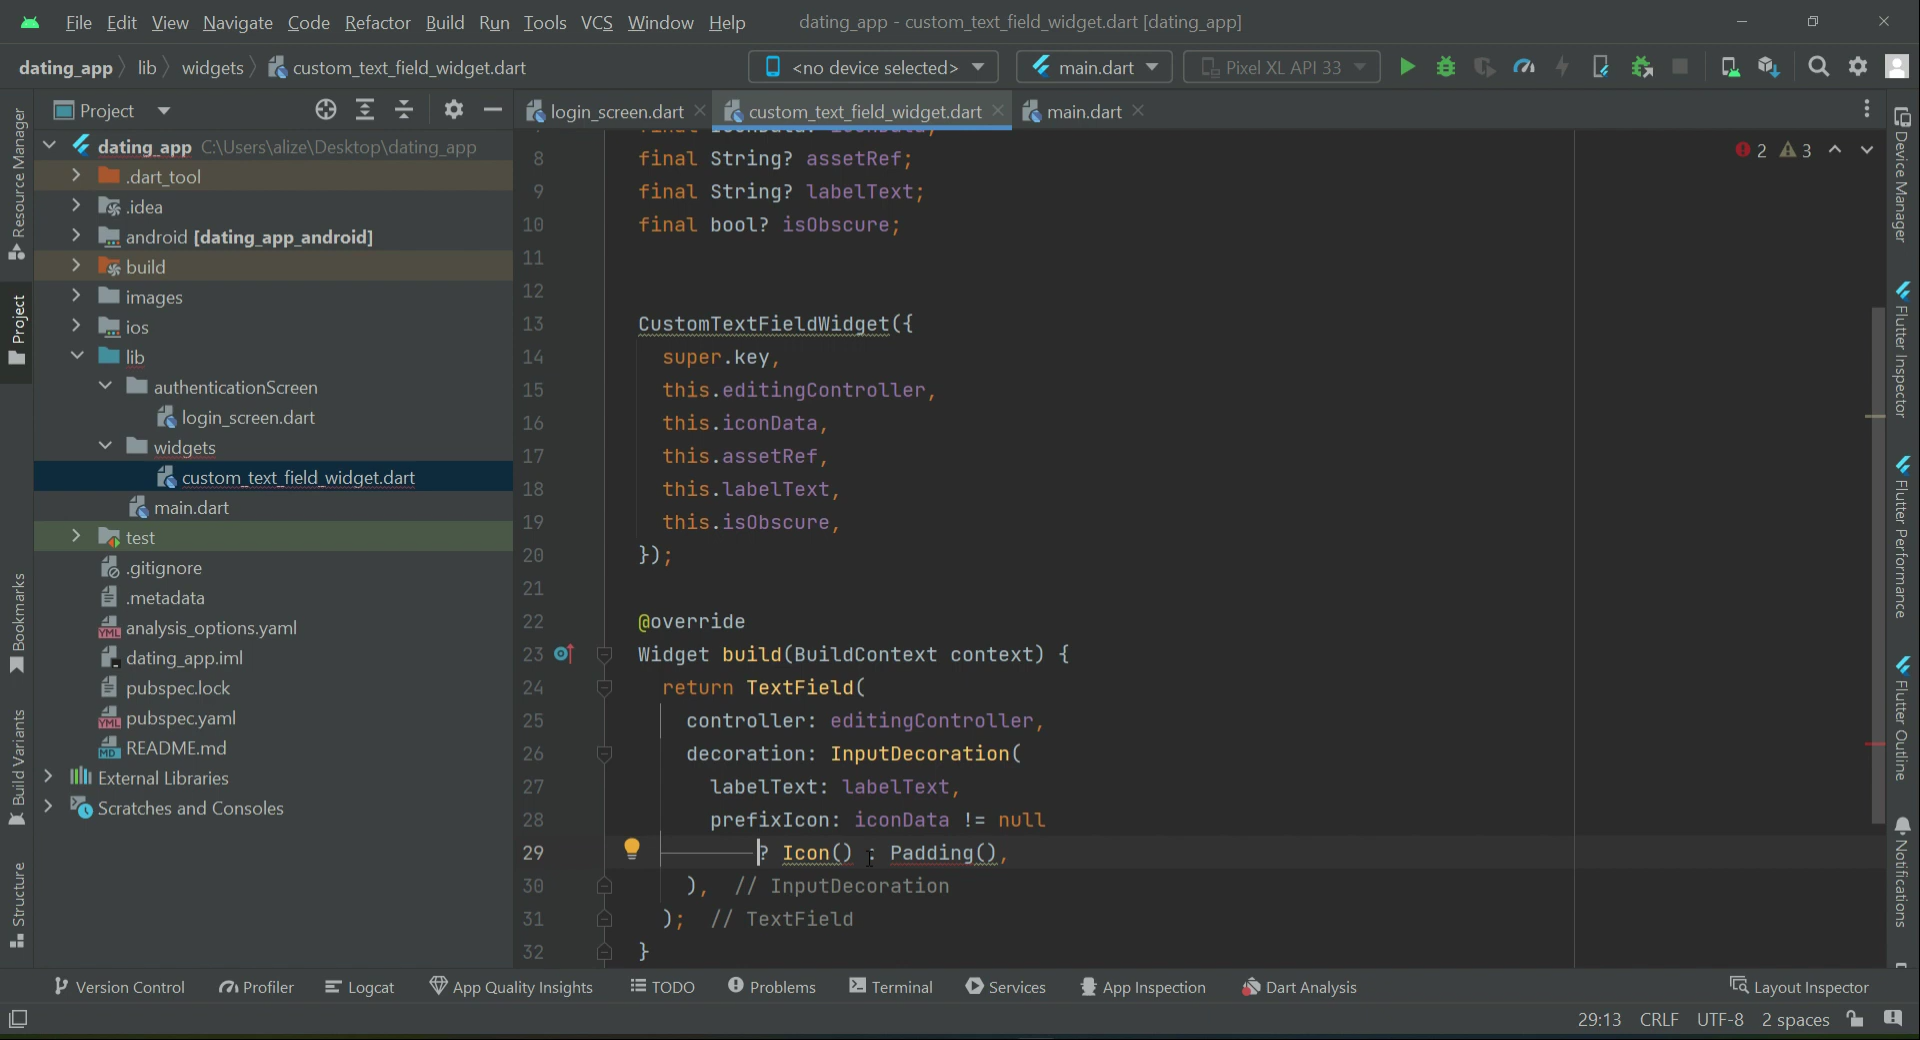 File Edit View Navigate Code Refactor Build Run Tools VCS Window Help dating_app - custom_text_field_widget.dart [dating_app]
dating_app lib widgets custom_text_field_widget.dart <no device selected> main.dart Pixel XL API 33
Project
login_screen.dart custom_text_field_widget.dart main.dart
dating_app C:\Users\alize\Desktop\dating_app
.dart_tool
.idea
android [dating_app_android]
build
images
ios
lib
authenticationScreen
login_screen.dart
widgets
custom_text_field_widget.dart
main.dart
test
.gitignore
.metadata
analysis_options.yaml
dating_app.iml
pubspec.lock
pubspec.yaml
README.md
External Libraries
Scratches and Consoles
2 3
8 final String? assetRef;
9 final String? labelText;
10 final bool? isObscure;
11
12
13 CustomTextFieldWidget({
14 super.key,
15 this.editingController,
16 this.iconData,
17 this.assetRef,
18 this.labelText,
19 this.isObscure,
20 });
21
22 @override
23 Widget build(BuildContext context) {
24 return TextField(
25 controller: editingController,
26 decoration: InputDecoration(
27 labelText: labelText,
28 prefixIcon: iconData != null
29 ? Icon() : Padding(),
30 ), // InputDecoration
31 ); // TextField
32 }
Resource Manager
Project
Bookmarks
Build Variants
Structure
Device Manager
Flutter Inspector
Flutter Performance
Flutter Outline
Notifications
Version Control Profiler Logcat App Quality Insights TODO Problems Terminal Services App Inspection Dart Analysis Layout Inspector
29:13 CRLF UTF-8 2 spaces